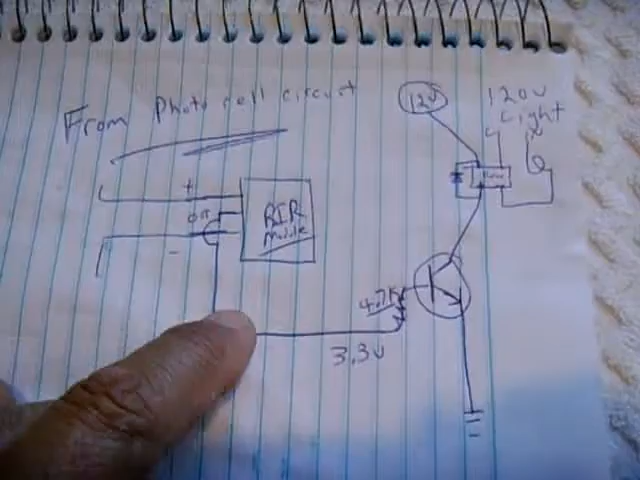 From Photo cell circuit
12V
120V
Light
+
out
PIR
Module
-
4.7K
3.3V